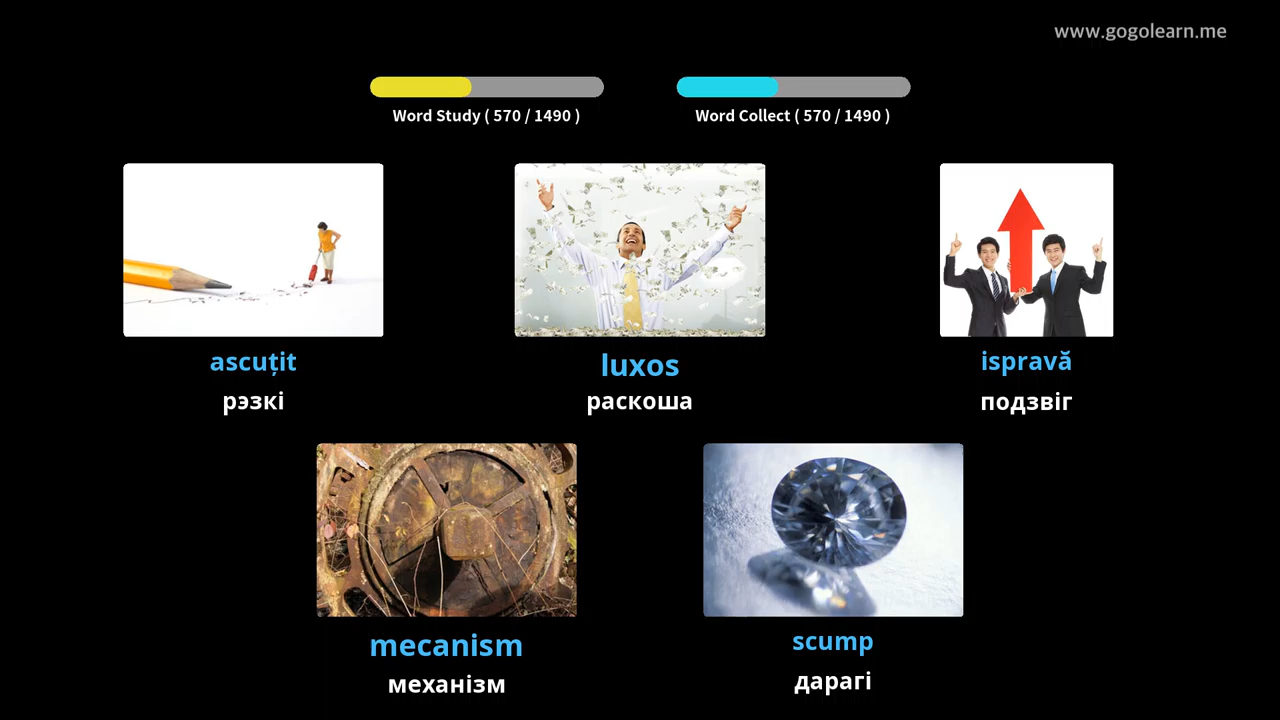 www.gogolearn.me
Word Study ( 570 / 1490 )
Word Collect ( 570 / 1490 )
ascuțit
рэзкі
luxos
раскоша
ispravă
подзвіг
mecanism
механізм
scump
дарагі